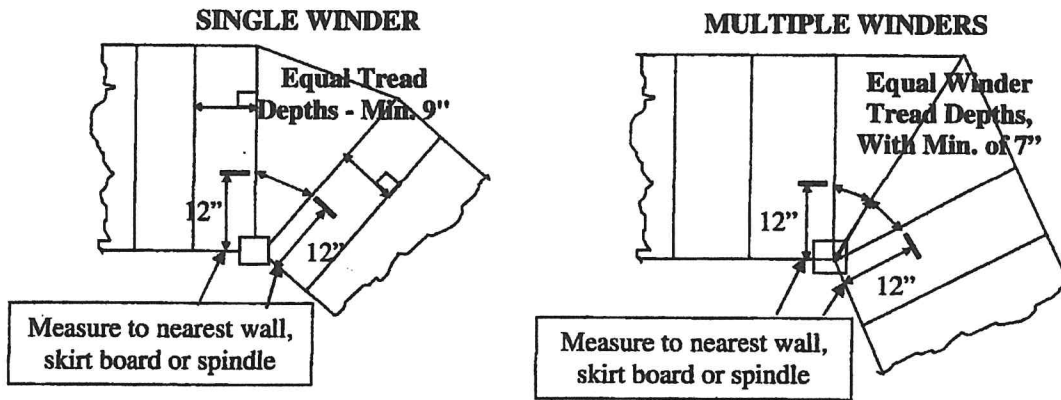 SINGLE WINDER
Equal Tread
Depths - Min. 9"
12"
12"
Measure to nearest wall,
skirt board or spindle
MULTIPLE WINDERS
Equal Winder
Tread Depths,
With Min. of 7”
12”
12”
Measure to nearest wall,
skirt board or spindle